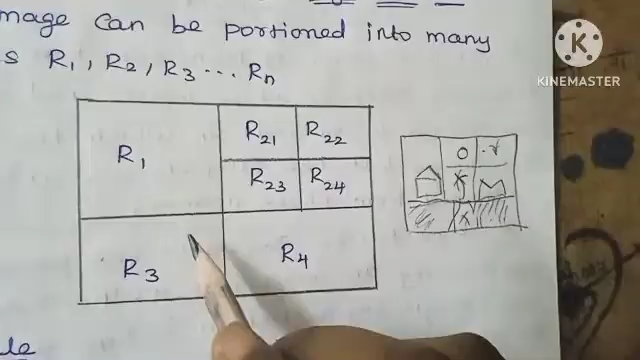 mage can be portioned into many
s R1, R2, R3 ... Rn
K
KINEMASTER
R1
R21
R22
R23
R24
R3
R4